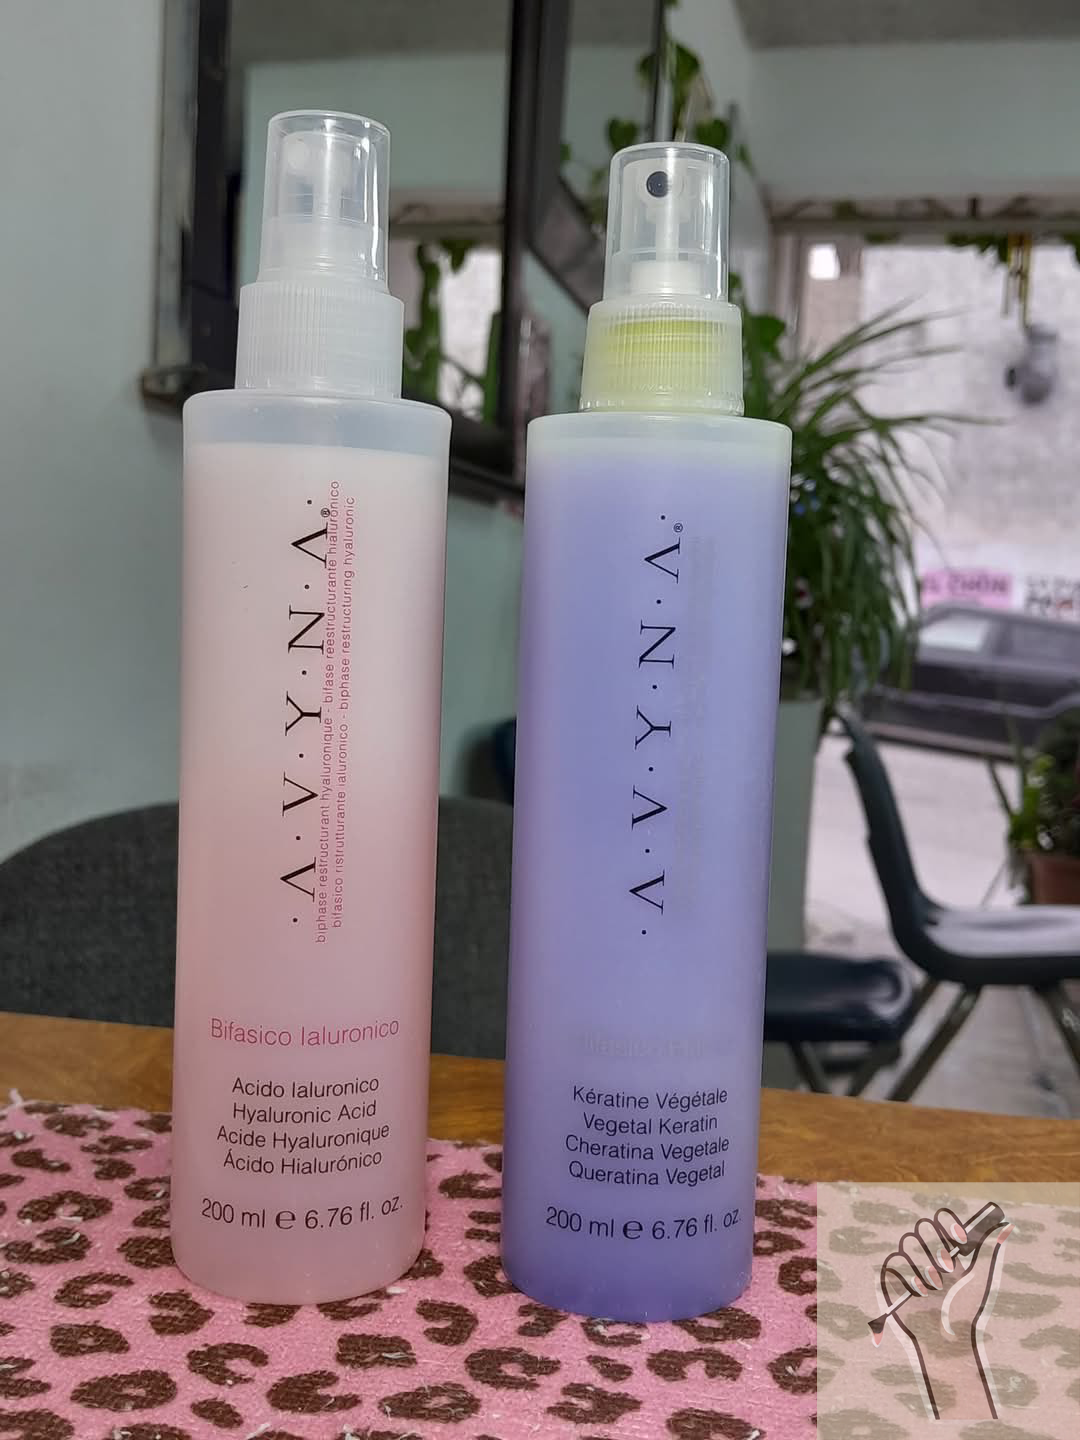 ·A·V·Y·N·A·®
biphase restructurant hyaluronique - bifase reestructurante hialurónico
bifasico ristrutturante ialuronico - biphase restructuring hyaluronic
Bifasico Ialuronico
Acido Ialuronico
Hyaluronic Acid
Acide Hyaluronique
Ácido Hialurónico
200 ml e 6.76 fl. oz.
·A·V·Y·N·A·®
Kératine Végétale
Vegetal Keratin
Cheratina Vegetale
Queratina Vegetal
200 ml e 6.76 fl. oz.